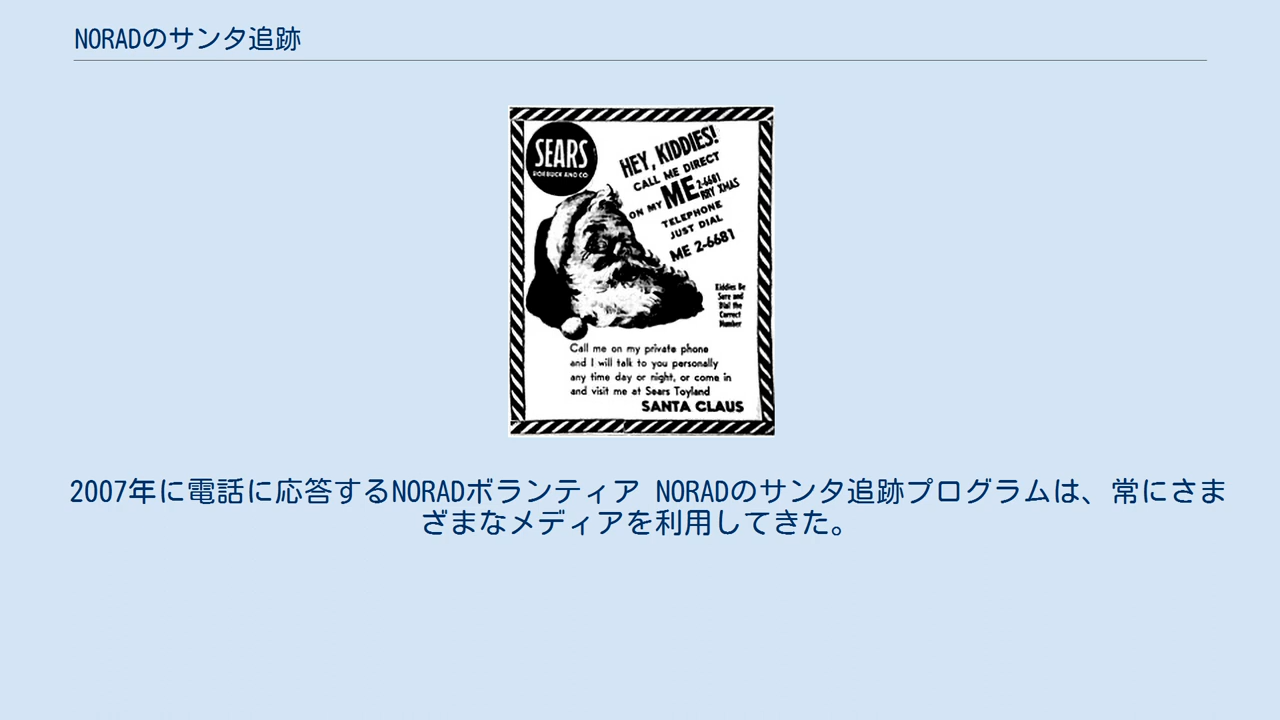 NORADのサンタ追跡
SEARS
ROEBUCK AND CO
HEY, KIDDIES!
CALL ME DIRECT
ON MY ME 2-6681
RRY XMAS
TELEPHONE
JUST DIAL
ME 2-6681
Kiddies Be
Sure and
Dial the
Correct
Number
Call me on my private phone
and I will talk to you personally
any time day or night, or come in
and visit me at Sears Toyland
SANTA CLAUS
2007年に電話に応答するNORADボランティア NORADのサンタ追跡プログラムは、常にさま
ざまなメディアを利用してきた。